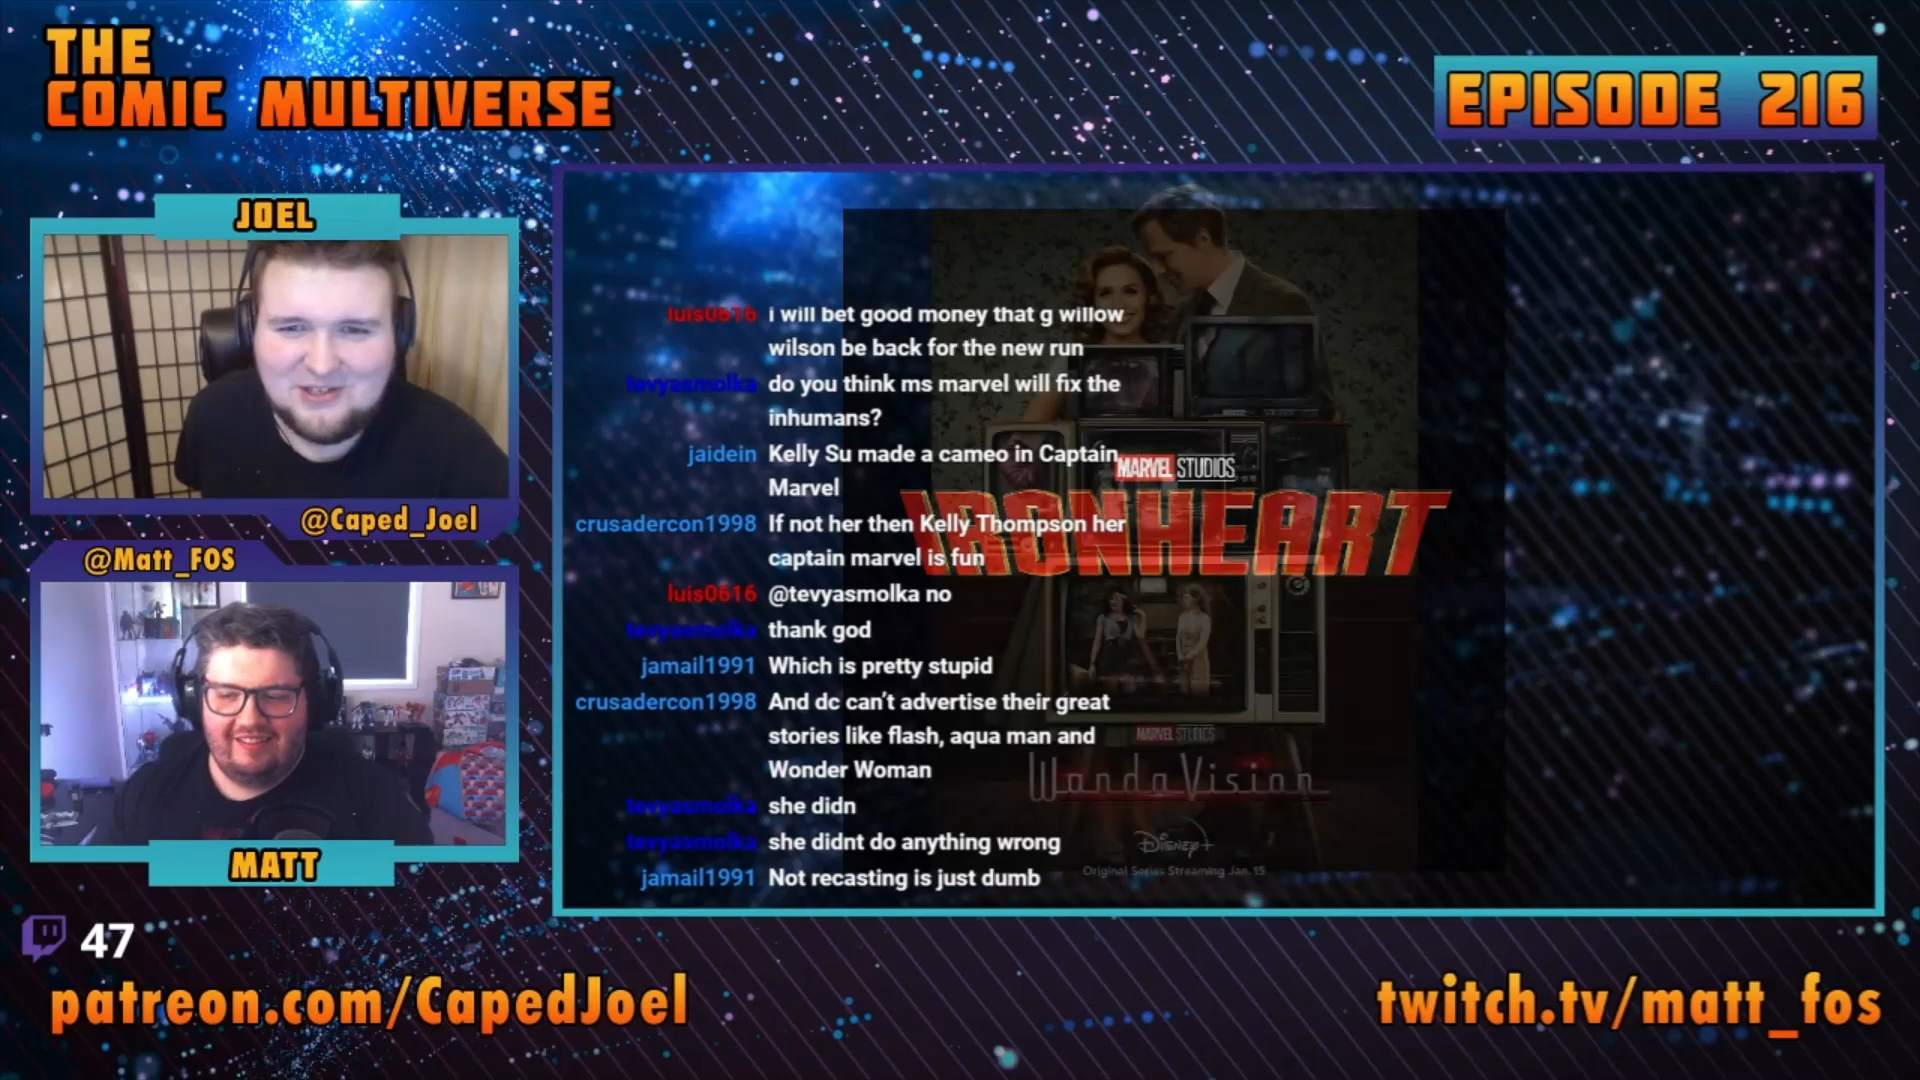 THE
COMIC MULTIVERSE
EPISODE 216
JOEL
@Caped_Joel
@Matt_FOS
MATT
luis0616 i will bet good money that g willow
wilson be back for the new run
tevyasmolka do you think ms marvel will fix the
inhumans?
jaidein Kelly Su made a cameo in Captain
Marvel
crusadercon1998 If not her then Kelly Thompson her
captain marvel is fun
luis0616 @tevyasmolka no
tevyasmolka thank god
jamail1991 Which is pretty stupid
crusadercon1998 And dc can’t advertise their great
stories like flash, aqua man and
Wonder Woman
tevyasmolka she didn
tevyasmolka she didnt do anything wrong
jamail1991 Not recasting is just dumb
MARVEL STUDIOS
IRONHEART
MARVEL STUDIOS
WandaVision
Disney+
Original Series Streaming Jan. 15
47
patreon.com/CapedJoel
twitch.tv/matt_fos